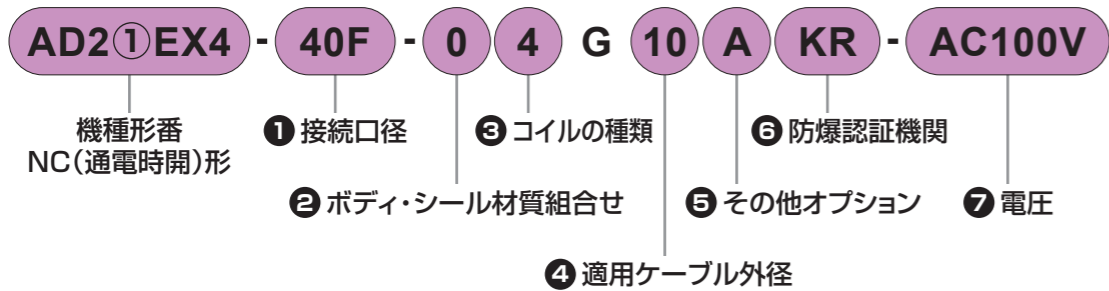 AD2①EX4 - 40F - 0 4 G 10 A KR - AC100V
機種形番
NC(通電時開)形
❶接続口径
❸コイルの種類
❻防爆認証機関
❷ボディ・シール材質組合せ
❺その他オプション
❼電圧
❹適用ケーブル外径